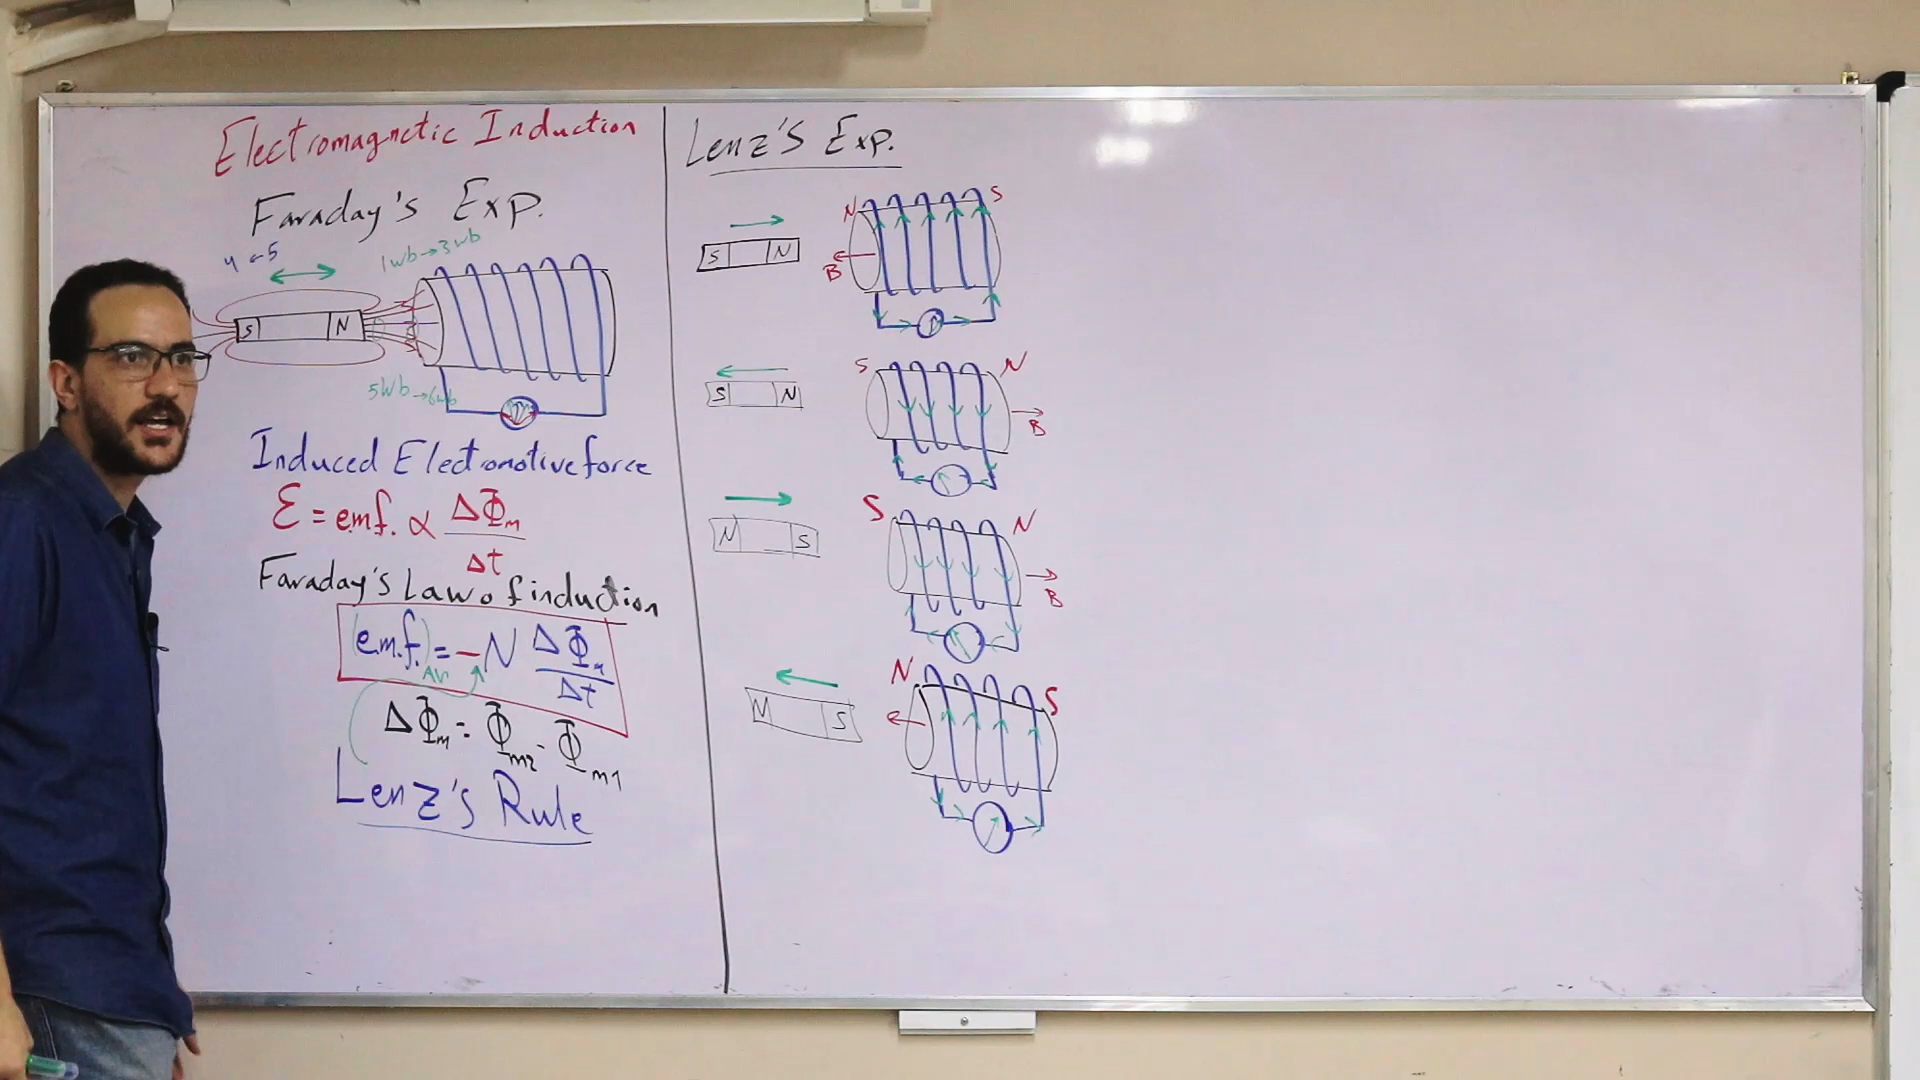 Electromagnetic Induction
Faraday's Exp.
4 ← 5
1wb → 3wb
S N
5wb → 6wb
Induced Electromotive force
Ɛ = emf. ∝ ΔΦm / Δt
Faraday's Law of induction
(e.m.f.)Av = - N ΔΦm / Δt
ΔΦm = Φm2 - Φm1
Lenz's Rule
Lenz's Exp.
N S
S N
B
S N
S N
B
S N
N S
B
N S
N S